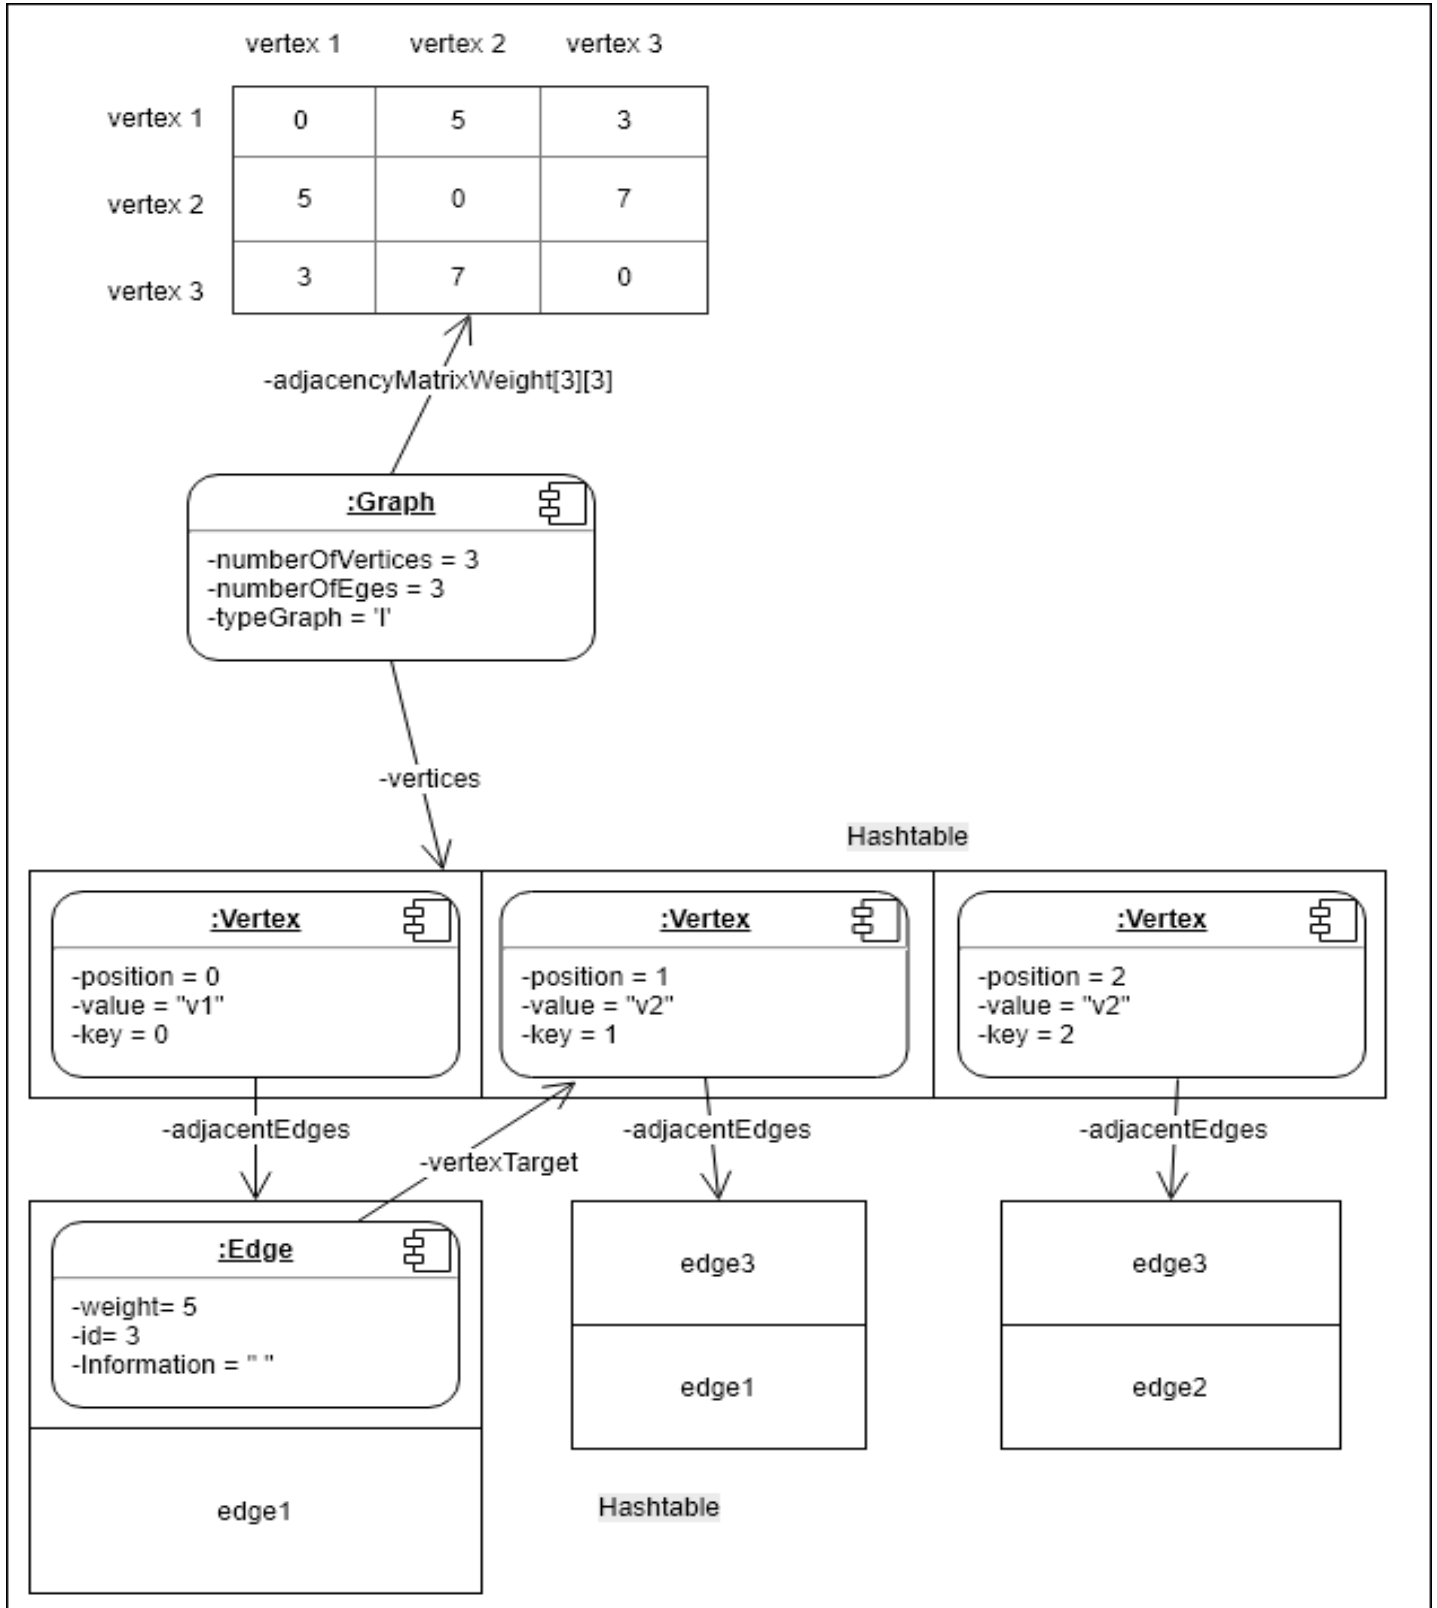 vertex 1 vertex 2 vertex 3
vertex 1 0 5 3
vertex 2 5 0 7
vertex 3 3 7 0
-adjacencyMatrixWeight[3][3]
:Graph
-numberOfVertices = 3
-numberOfEges = 3
-typeGraph = 'I'
-vertices
Hashtable
:Vertex :Vertex :Vertex
-position = 0 -position = 1 -position = 2
-value = "v1" -value = "v2" -value = "v2"
-key = 0 -key = 1 -key = 2
-adjacentEdges -adjacentEdges -adjacentEdges
-vertexTarget
:Edge edge3 edge3
-weight= 5
-id= 3
-Information = " "
edge1 edge2
edge1 Hashtable